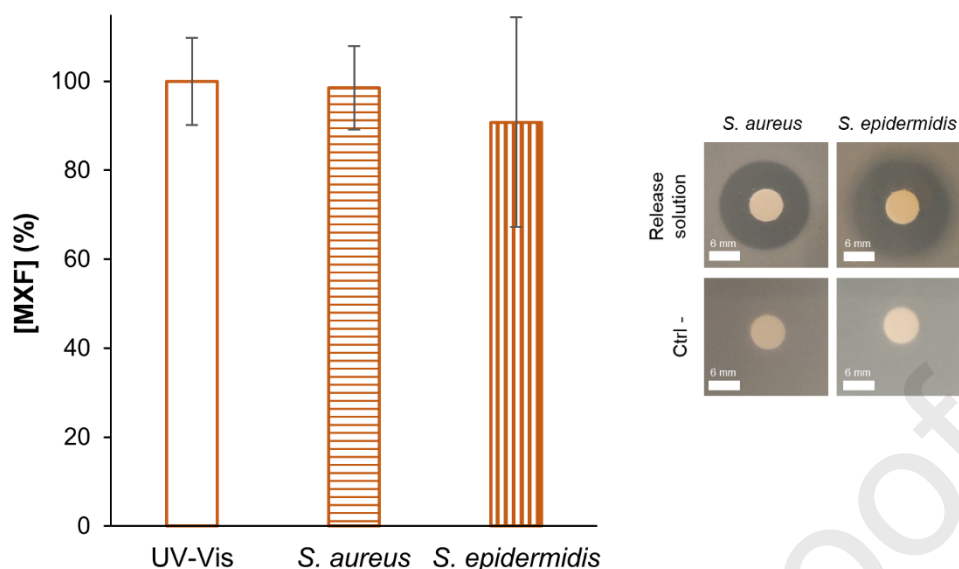 [MXF] (%)
100
80
60
40
20
0
UV-Vis
S. aureus
S. epidermidis
S. aureus
S. epidermidis
Release
solution
6 mm
6 mm
Ctrl -
6 mm
6 mm
oof